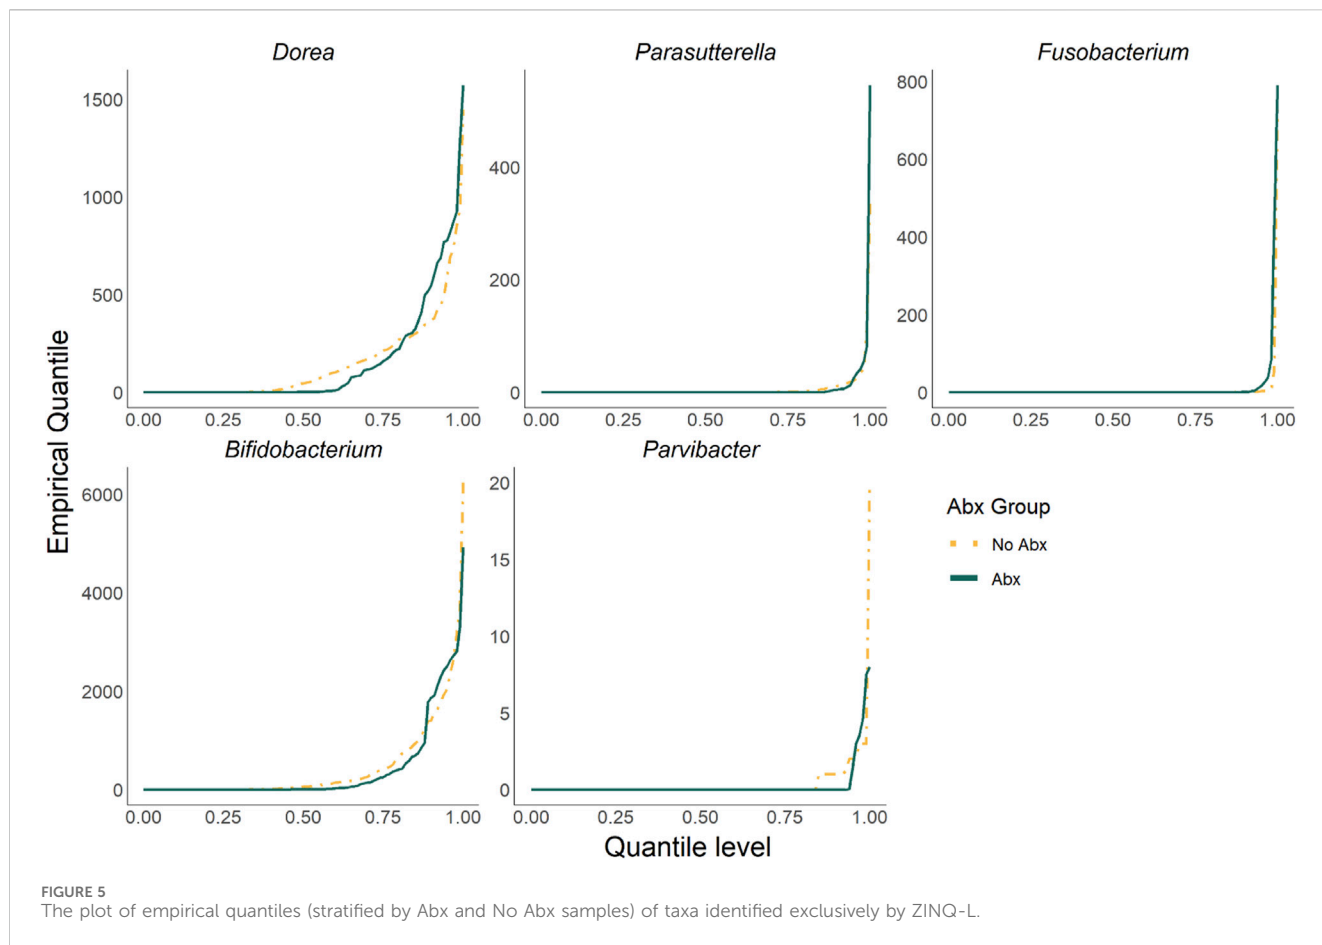 Dorea
Parasutterella
Fusobacterium
1500
1000
500
0
0.00 0.25 0.50 0.75 1.00
400
200
0
0.00 0.25 0.50 0.75 1.00
800
600
400
200
0
0.00 0.25 0.50 0.75 1.00
Empirical Quantile
Bifidobacterium
Parvibacter
6000
4000
2000
0
0.00 0.25 0.50 0.75 1.00
20
15
10
5
0
0.00 0.25 0.50 0.75 1.00
Abx Group
No Abx
Abx
Quantile level
FIGURE 5
The plot of empirical quantiles (stratified by Abx and No Abx samples) of taxa identified exclusively by ZINQ-L.